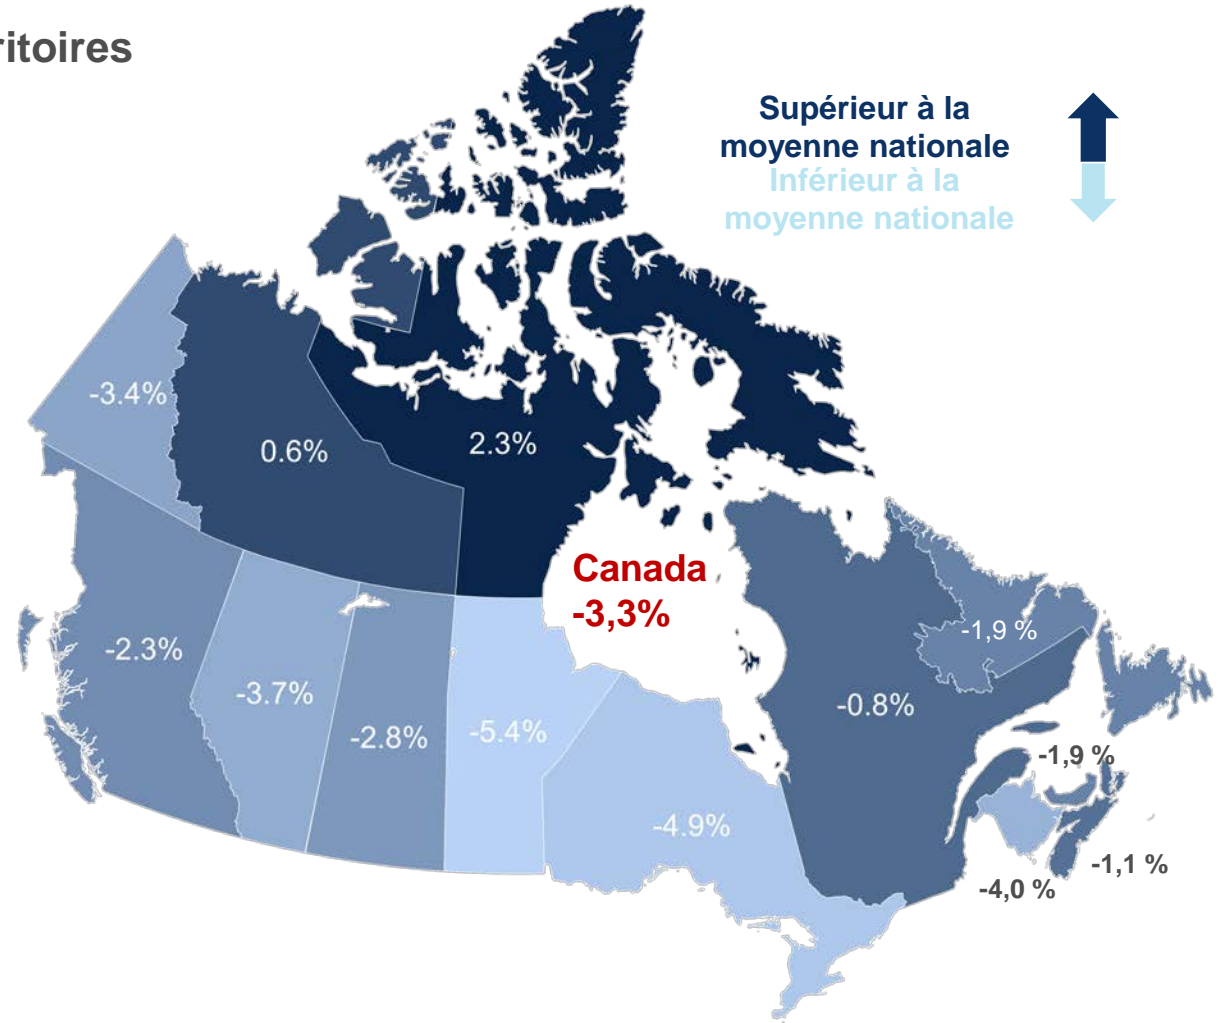 ritoires
Supérieur à la
moyenne nationale
Inférieur à la
moyenne nationale
-3.4%
0.6%
2.3%
Canada
-3,3%
-1,9 %
-2.3%
-3.7%
-2.8%
-5.4%
-0.8%
-1,9 %
-4.9%
-1,1 %
-4,0 %